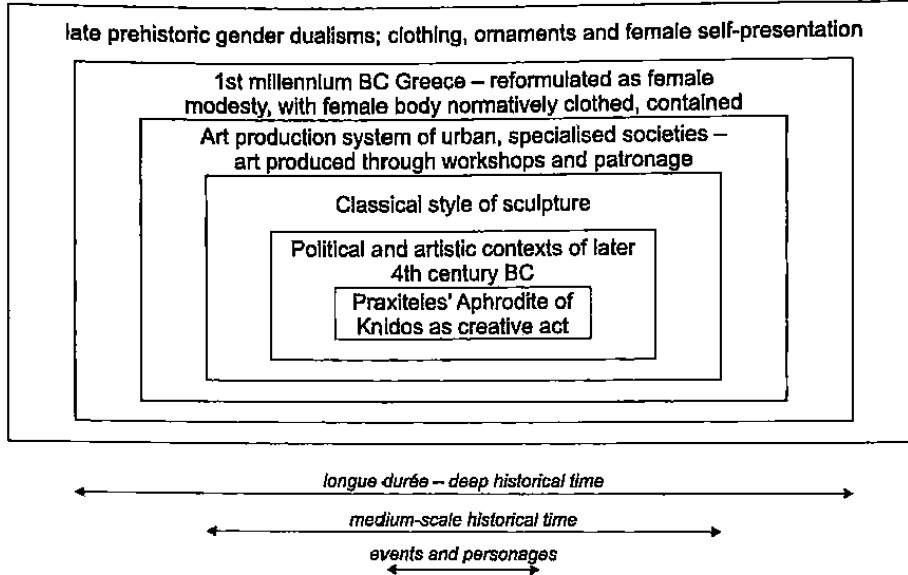 late prehistoric gender dualisms; clothing, ornaments and female self-presentation
1st millennium BC Greece – reformulated as female
modesty, with female body normatively clothed, contained
Art production system of urban, specialised societies –
art produced through workshops and patronage
Classical style of sculpture
Political and artistic contexts of later
4th century BC
Praxiteles' Aphrodite of
Knidos as creative act
longue durée – deep historical time
medium-scale historical time
events and personages